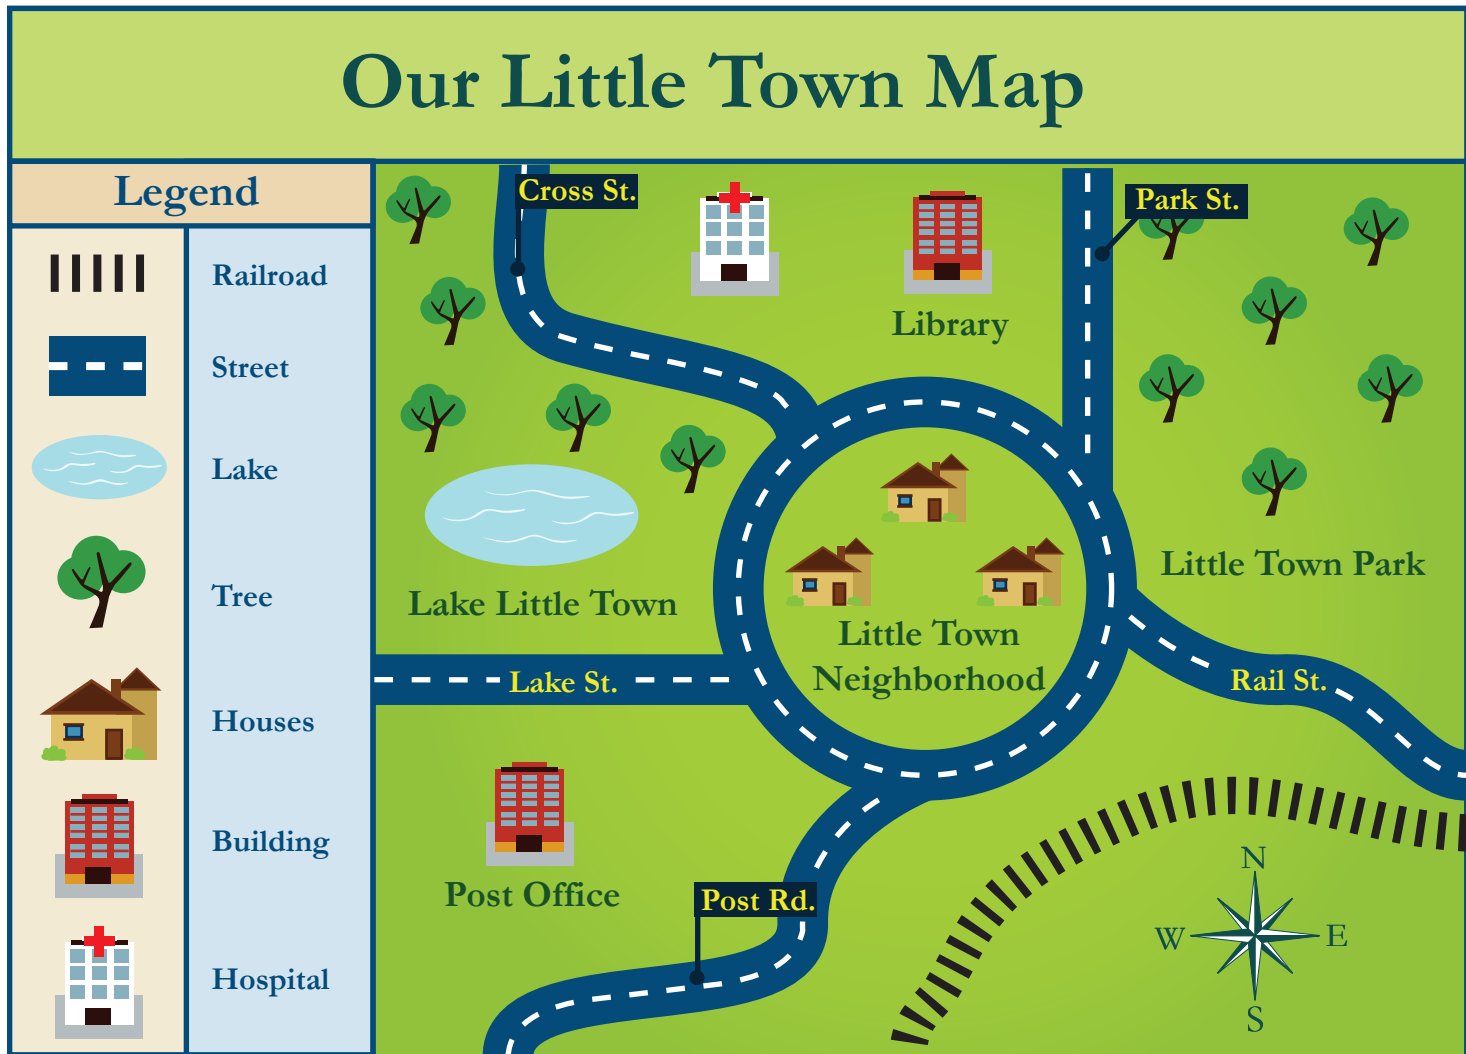 Our Little Town Map
Legend
Railroad
Street
Lake
Tree
Houses
Building
Hospital
Cross St.
Park St.
Library
Little Town Park
Lake Little Town
Little Town
Neighborhood
Lake St.
Rail St.
Post Office
Post Rd.
N
W
E
S